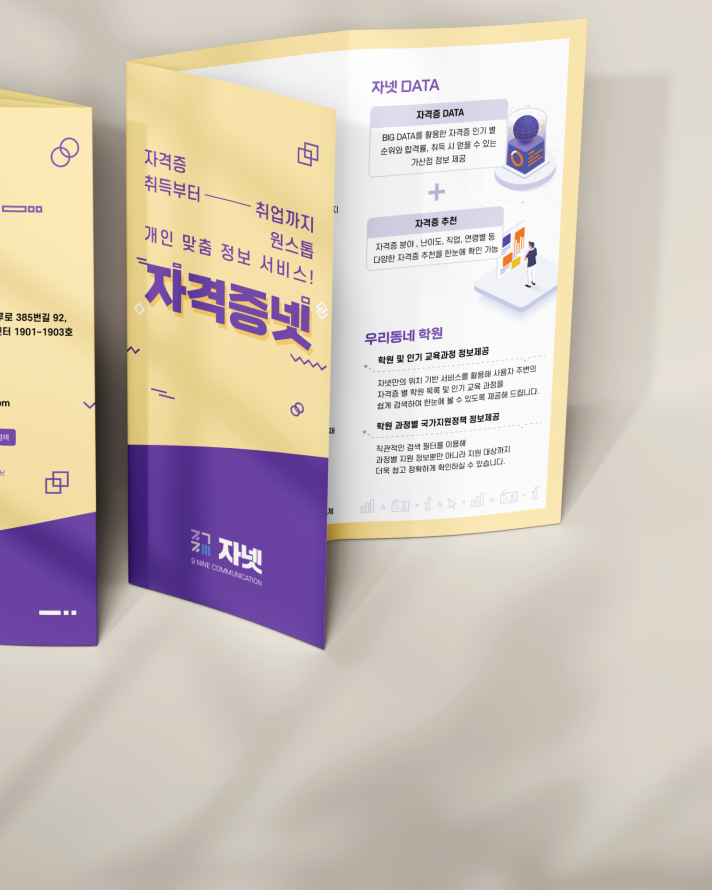 385번길 92,
1901~1903호
검색
자격증
취득부터
취업까지
원스톱
개인 맞춤 정보 서비스!
자격증넷
자넷
9 NINE COMMUNICATION
자넷 DATA
자격증 DATA
BIG DATA를 활용한 자격증 인기 별
순위와 합격률, 취득 시 얻을 수 있는
가산점 정보 제공
+
자격증 추천
자격증 분야, 난이도, 직업, 연령별 등
다양한 자격증 추천을 한눈에 확인 가능
우리동네 학원
학원 및 인기 교육과정 정보제공
자넷만의 위치 기반 서비스를 활용해 사용자 주변의
자격증 별 학원 목록 및 인기 교육 과정을
쉽게 검색하여 한눈에 볼 수 있도록 제공해 드립니다.
학원 과정별 국가지원정책 정보제공
직관적인 검색 필터를 이용해
과정별 지원 정보뿐만 아니라 지원 대상까지
더욱 쉽고 정확하게 확인하실 수 있습니다.